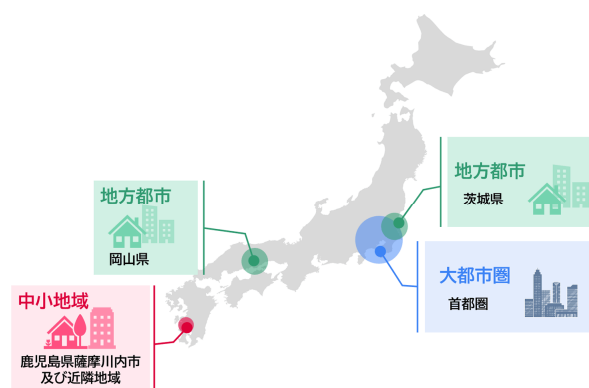 地方都市
茨城県
地方都市
岡山県
大都市圏
首都圏
中小地域
鹿児島県薩摩川内市
及び近隣地域